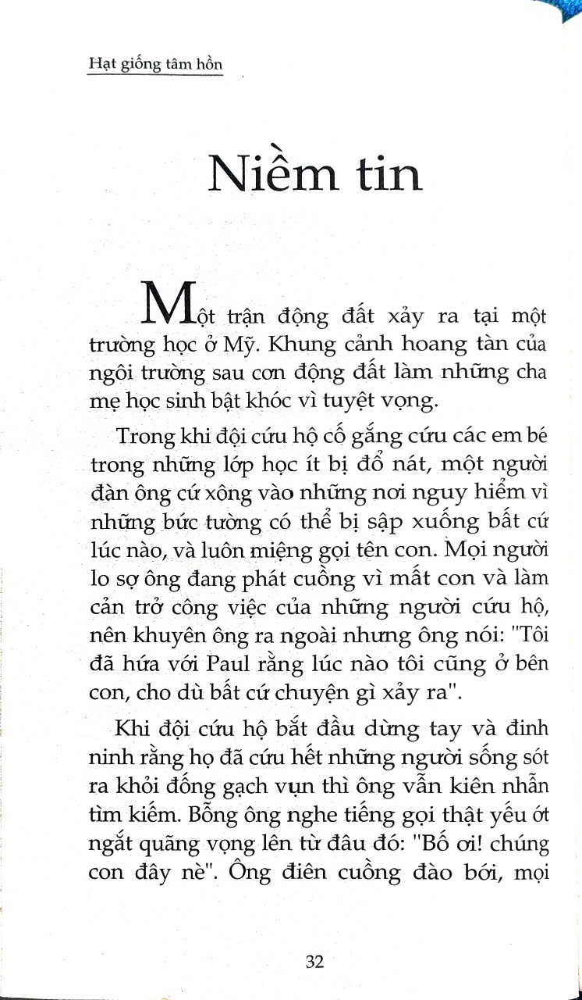 Hạt giống tâm hồn
Niềm tin
Một trận động đất xảy ra tại một
trường học ở Mỹ. Khung cảnh hoang tàn của
ngôi trường sau cơn động đất làm những cha
mẹ học sinh bật khóc vì tuyệt vọng.
Trong khi đội cứu hộ cố gắng cứu các em bé
trong những lớp học ít bị đổ nát, một người
đàn ông cứ xông vào những nơi nguy hiểm vì
những bức tường có thể bị sập xuống bất cứ
lúc nào, và luôn miệng gọi tên con. Mọi người
lo sợ ông đang phát cuồng vì mất con và làm
cản trở công việc của những người cứu hộ,
nên khuyên ông ra ngoài nhưng ông nói: "Tôi
đã hứa với Paul rằng lúc nào tôi cũng ở bên
con, cho dù bất cứ chuyện gì xảy ra".
Khi đội cứu hộ bắt đầu dừng tay và đinh
ninh rằng họ đã cứu hết những người sống sót
ra khỏi đống gạch vụn thì ông vẫn kiên nhẫn
tìm kiếm. Bỗng ông nghe tiếng gọi thật yếu ớt
ngắt quãng vọng lên từ đâu đó: "Bố ơi! chúng
con đây nè". Ông điên cuồng đào bới, mọi
32